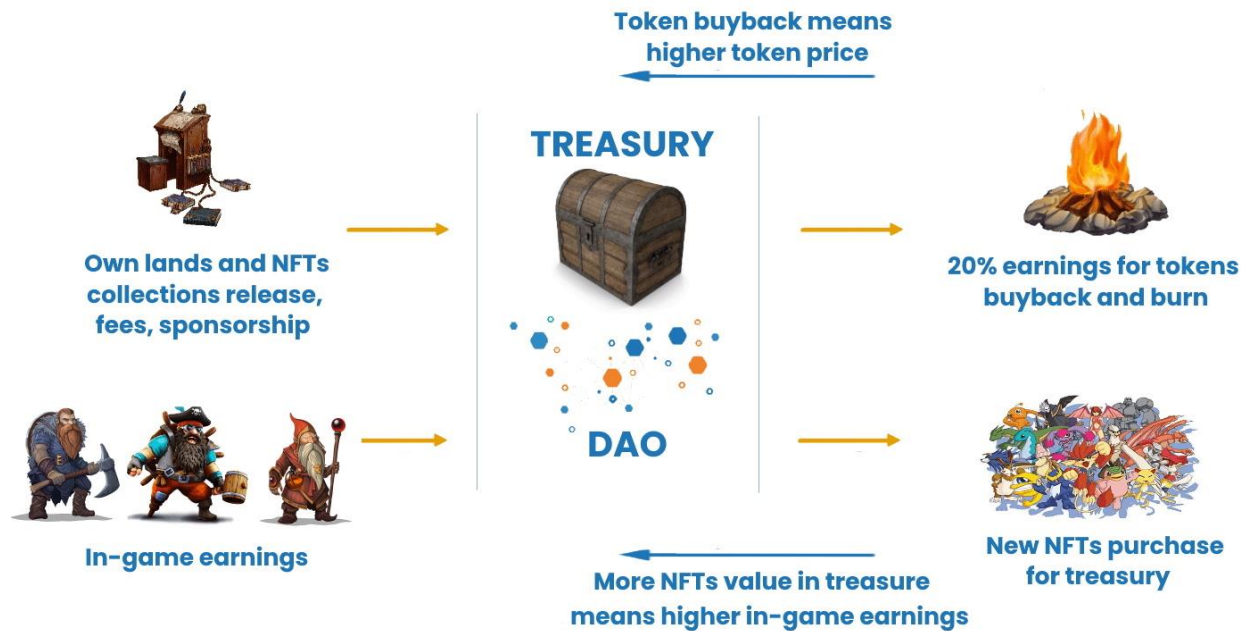 Token buyback means
higher token price
TREASURY
Own lands and NFTs
collections release,
fees, sponsorship
20% earnings for tokens
buyback and burn
DAO
In-game earnings
New NFTs purchase
for treasury
More NFTs value in treasure
means higher in-game earnings